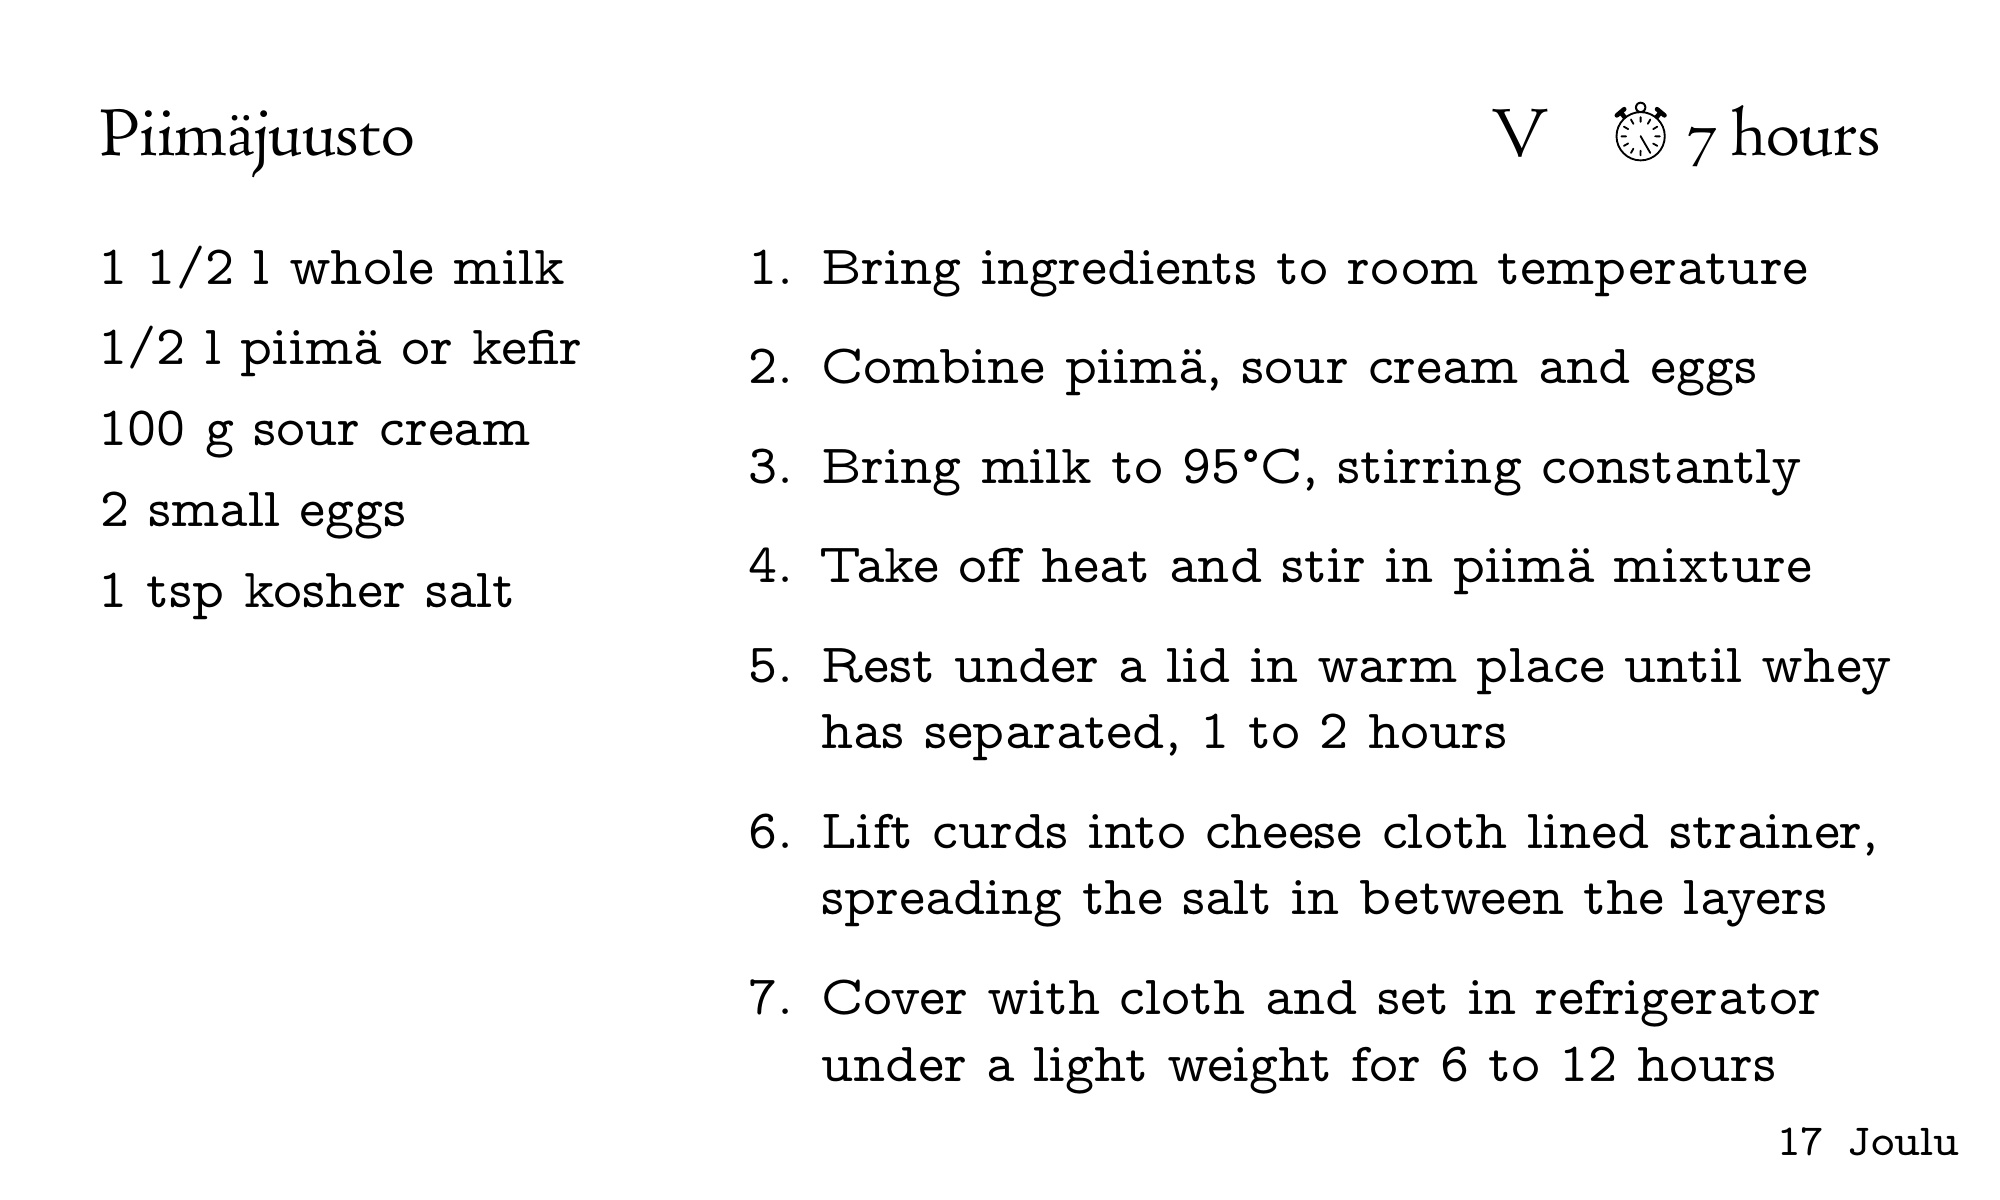 Piimäjuusto
V 7 hours
1 1/2 l whole milk
1/2 l piimä or kefir
100 g sour cream
2 small eggs
1 tsp kosher salt
1. Bring ingredients to room temperature
2. Combine piimä, sour cream and eggs
3. Bring milk to 95°C, stirring constantly
4. Take off heat and stir in piimä mixture
5. Rest under a lid in warm place until whey
has separated, 1 to 2 hours
6. Lift curds into cheese cloth lined strainer,
spreading the salt in between the layers
7. Cover with cloth and set in refrigerator
under a light weight for 6 to 12 hours
17 Joulu